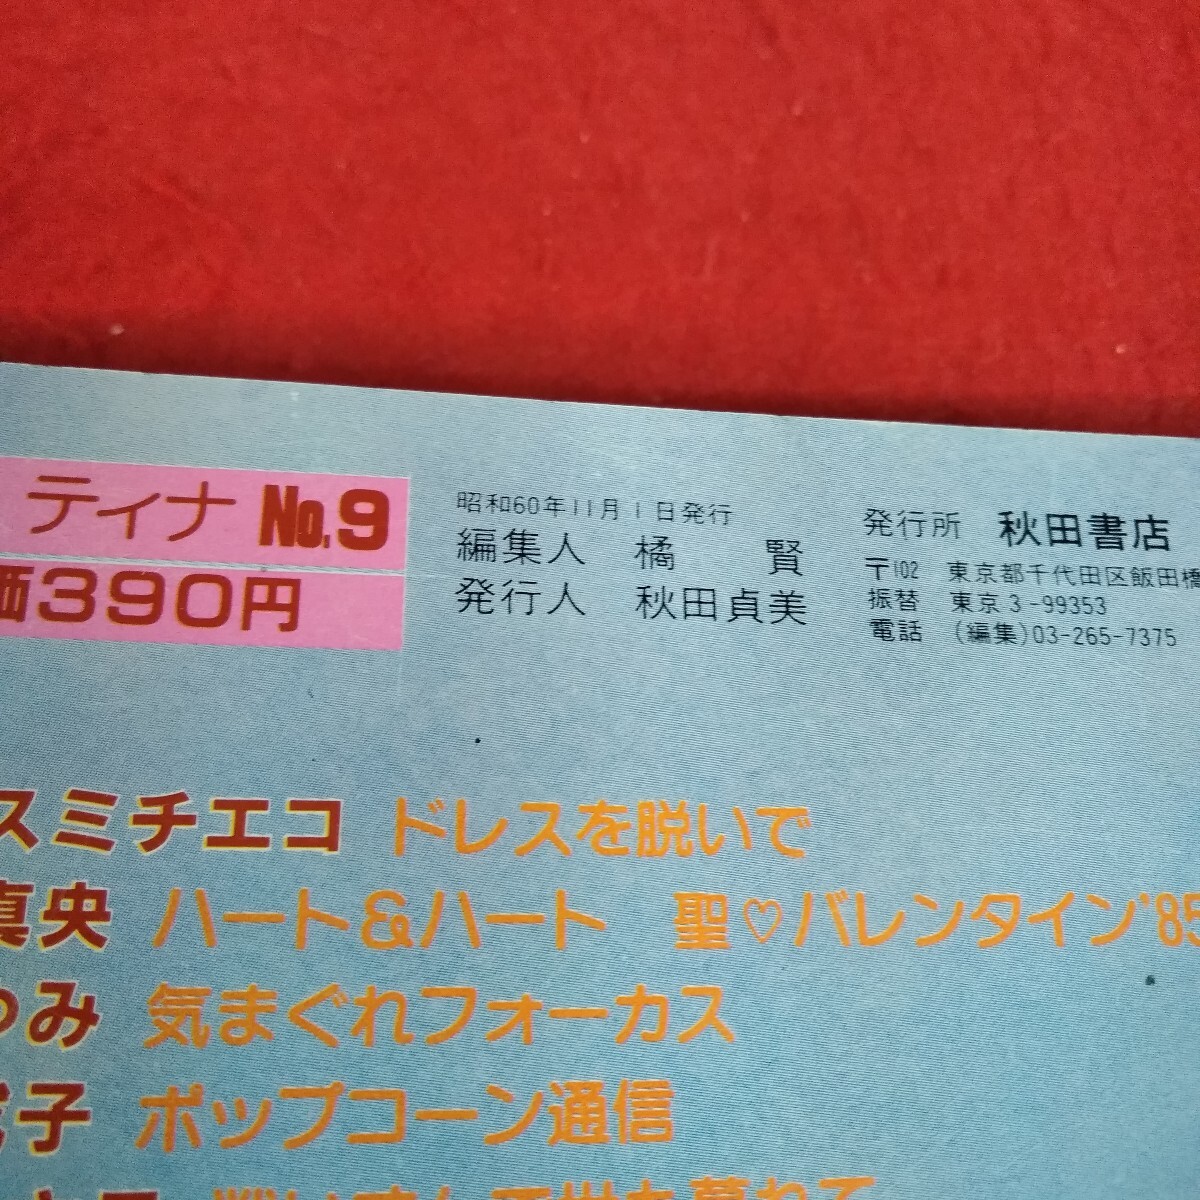 ティナ No.9
価390円
昭和60年11月1日発行
編集人 橘 賢
発行人 秋田貞美
発行所 秋田書店
〒102 東京都千代田区飯田橋
振替 東京3-99353
電話 (編集)03-265-7375
スミチエコ ドレスを脱いで
真央 ハート&ハート 聖♡バレンタイン'85
み 気まぐれフォーカス
子 ポップコーン通信